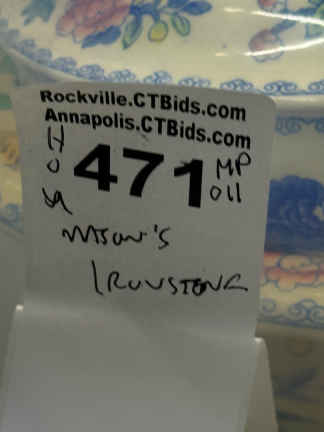 Rockville.CTBids.com
Annapolis.CTBids.com
471
MP
011
MASON'S
IRONSTONE